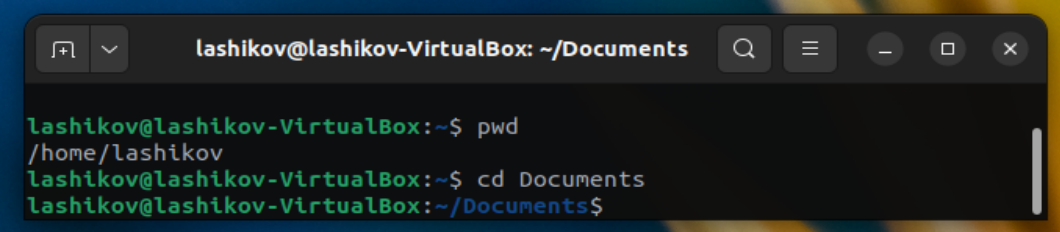 lashikov@lashikov-VirtualBox: ~/Documents
lashikov@lashikov-VirtualBox:~$ pwd
/home/lashikov
lashikov@lashikov-VirtualBox:~$ cd Documents
lashikov@lashikov-VirtualBox:~/Documents$